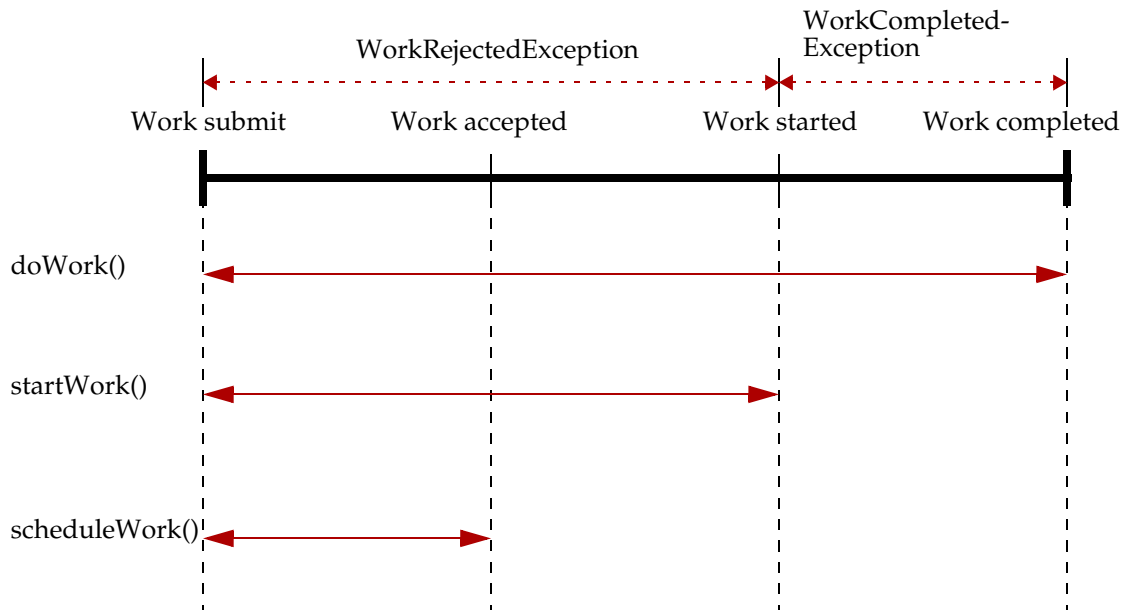 WorkCompleted-
Exception
WorkRejectedException
Work submit
Work accepted
Work started
Work completed
doWork()
startWork()
scheduleWork()